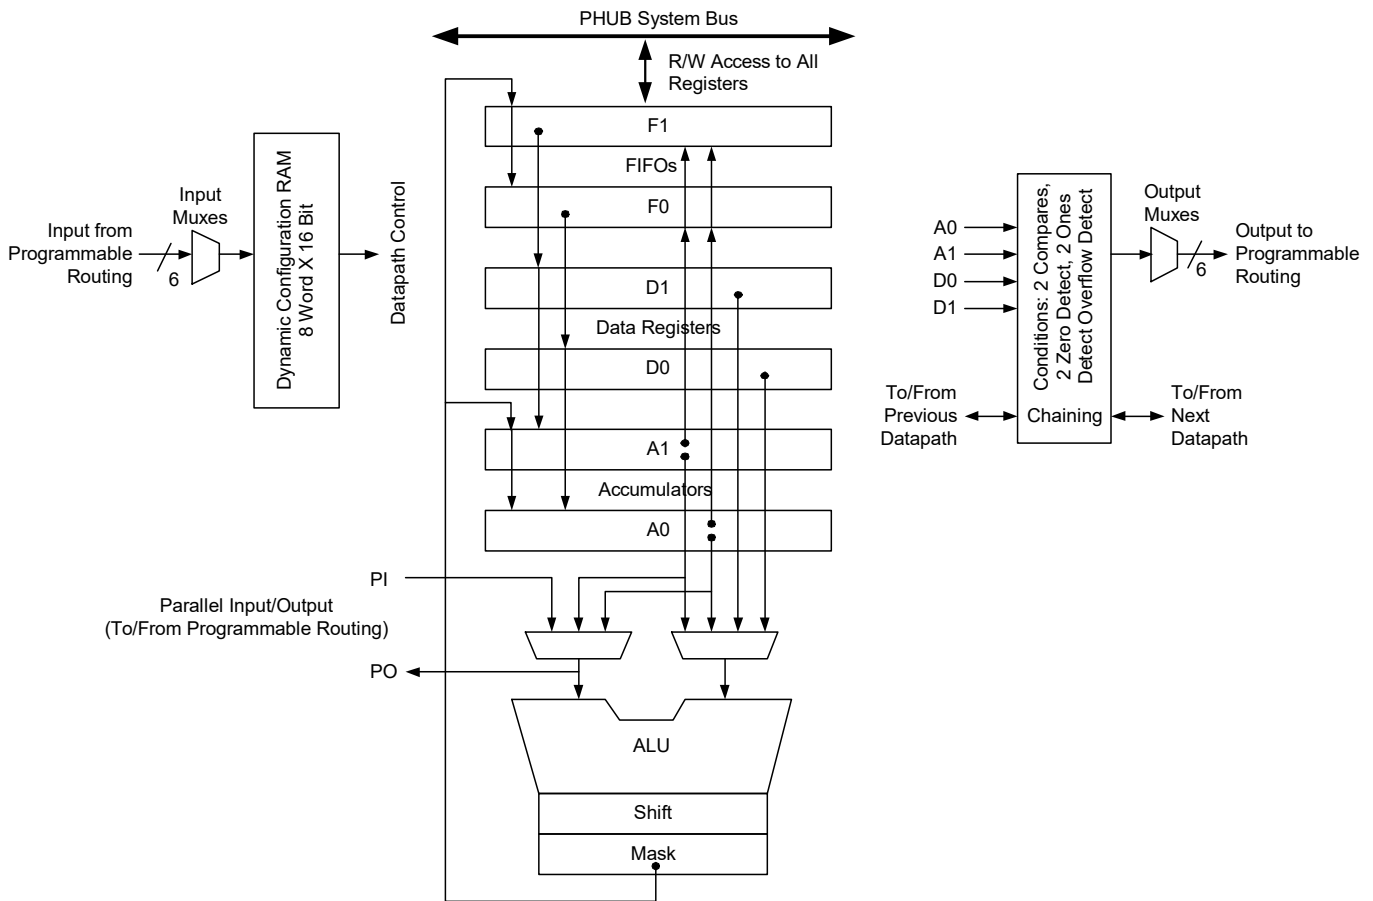 PHUB System Bus
R/W Access to All
Registers
F1
FIFOs
F0
D1
Data Registers
D0
A1
Accumulators
A0
Input from
Programmable
Routing
6
Input
Muxes
Dynamic Configuration RAM
8 Word X 16 Bit
Datapath Control
PI
Parallel Input/Output
(To/From Programmable Routing)
PO
ALU
Shift
Mask
A0
A1
D0
D1
Conditions: 2 Compares,
2 Zero Detect, 2 Ones
Detect Overflow Detect
Chaining
To/From
Previous
Datapath
To/From
Next
Datapath
Output
Muxes
6
Output to
Programmable
Routing